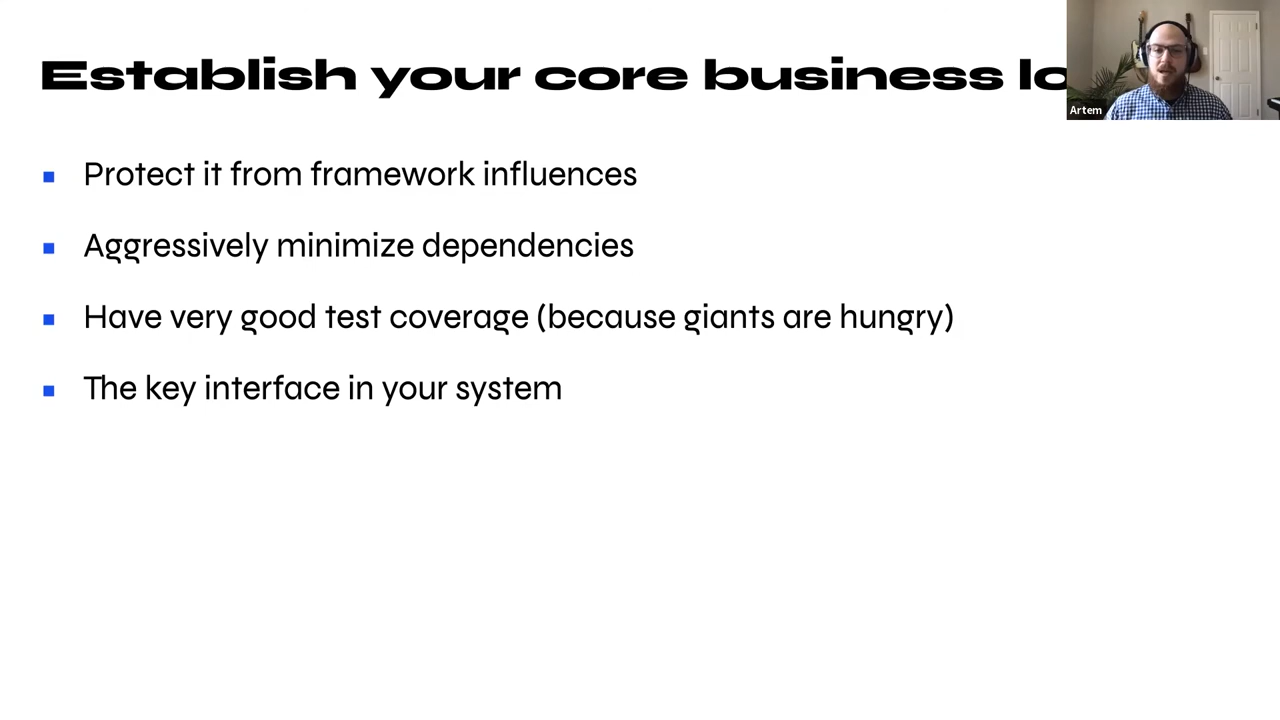 Establish your core business lo
Artem
Protect it from framework influences
Aggressively minimize dependencies
Have very good test coverage (because giants are hungry)
The key interface in your system